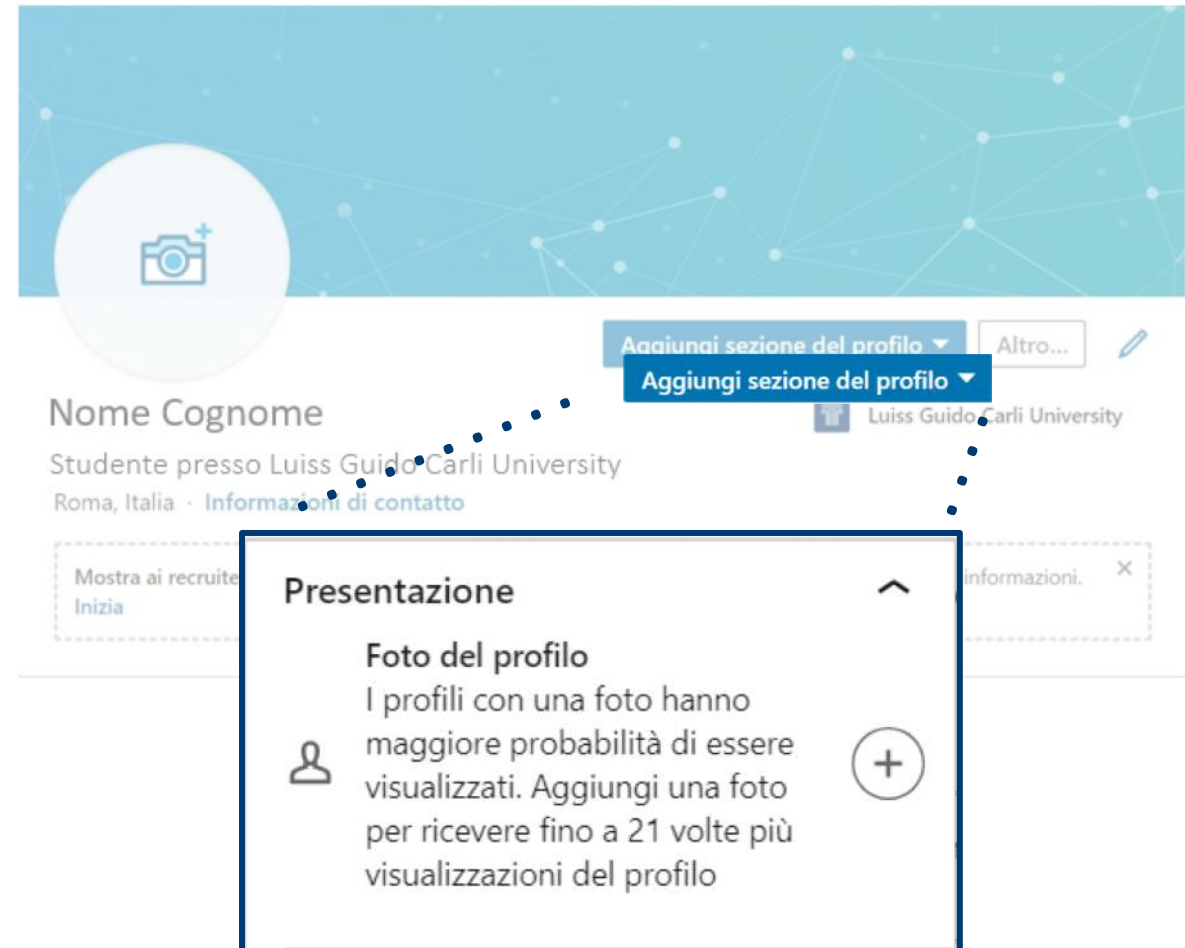 Aggiungi sezione del profilo
Altro...
Aggiungi sezione del profilo
Nome Cognome
Luiss Guido Carli University
Studente presso Luiss Guido Carli University
Roma, Italia · Informazioni di contatto
Mostra ai recruite
informazioni.
Inizia
Presentazione
Foto del profilo
I profili con una foto hanno
maggiore probabilità di essere
visualizzati. Aggiungi una foto
per ricevere fino a 21 volte più
visualizzazioni del profilo